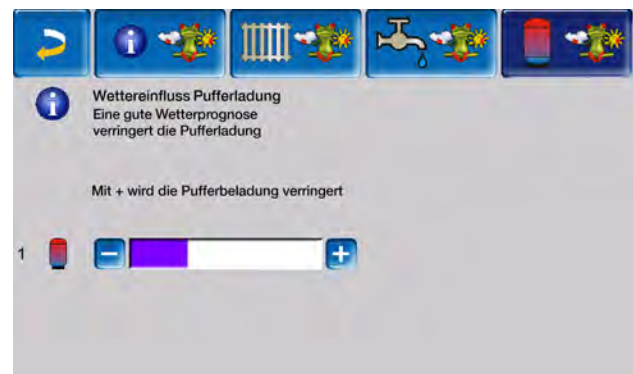 Wettereinfluss Pufferladung
Eine gute Wetterprognose
verringert die Pufferladung
Mit + wird die Pufferbeladung verringert
1